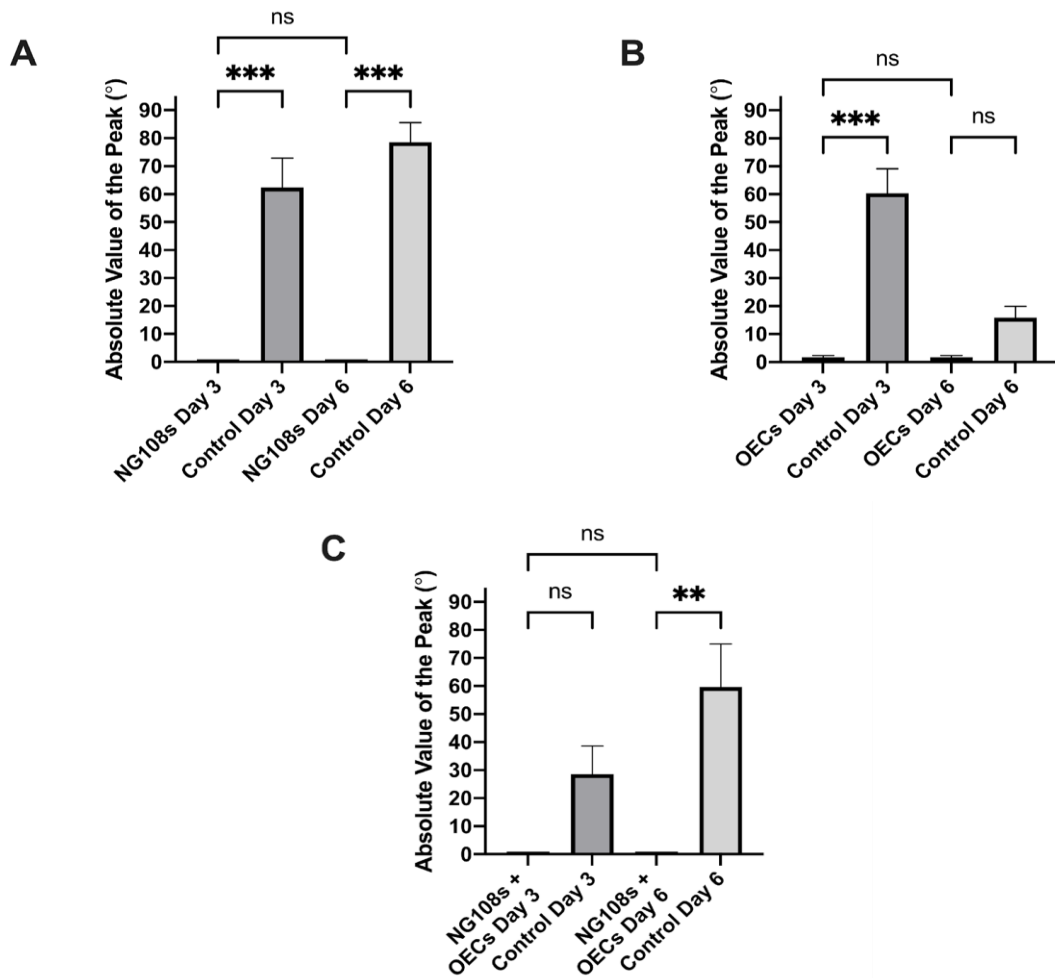 A
ns
***
***
Absolute Value of the Peak (°)
90
80
70
60
50
40
30
20
10
0
NG108s Day 3
Control Day 3
NG108s Day 6
Control Day 6
B
ns
***
ns
Absolute Value of the Peak (°)
90
80
70
60
50
40
30
20
10
0
OECs Day 3
Control Day 3
OECs Day 6
Control Day 6
C
ns
ns
**
Absolute Value of the Peak (°)
90
80
70
60
50
40
30
20
10
0
NG108s +
OECs Day 3
Control Day 3
NG108s +
OECs Day 6
Control Day 6